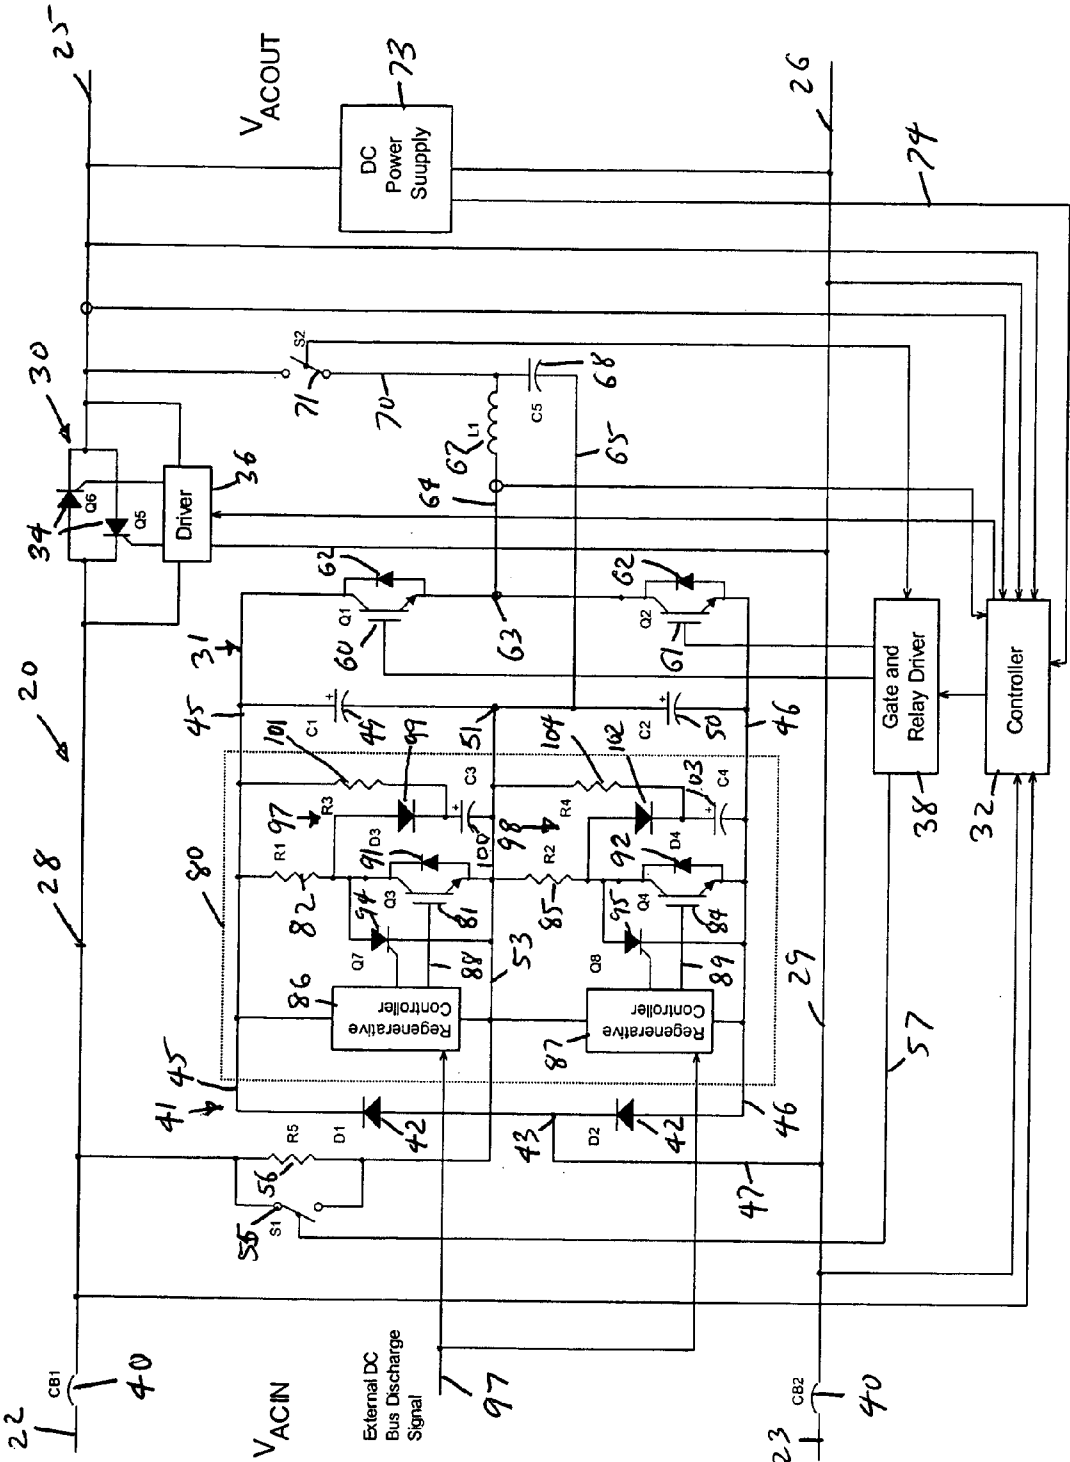 22
CB1
40
VACIN
External DC
Bus Discharge
Signal
97
23
CB2
40
28
20
34
Q6
Q5
30
Driver
36
25
VACOUT
DC
Power
Suupply
73
26
74
S2
71
70
C5
68
L1
67
64
65
41
45
S1
55
R5
56
D1
42
43
D2
42
46
47
80
86
Regenerative
Controller
87
Regenerative
Controller
88
89
53
Q7
94
Q8
95
R1
82
R2
85
Q3
81
91
Q4
84
92
97
R3
101
D3
99
C3
100
98
R4
104
D4
102
103
C4
45
31
C1
49
51
C2
50
46
Q1
60
62
63
Q2
61
62
29
57
Gate and
Relay Driver
38
Controller
32